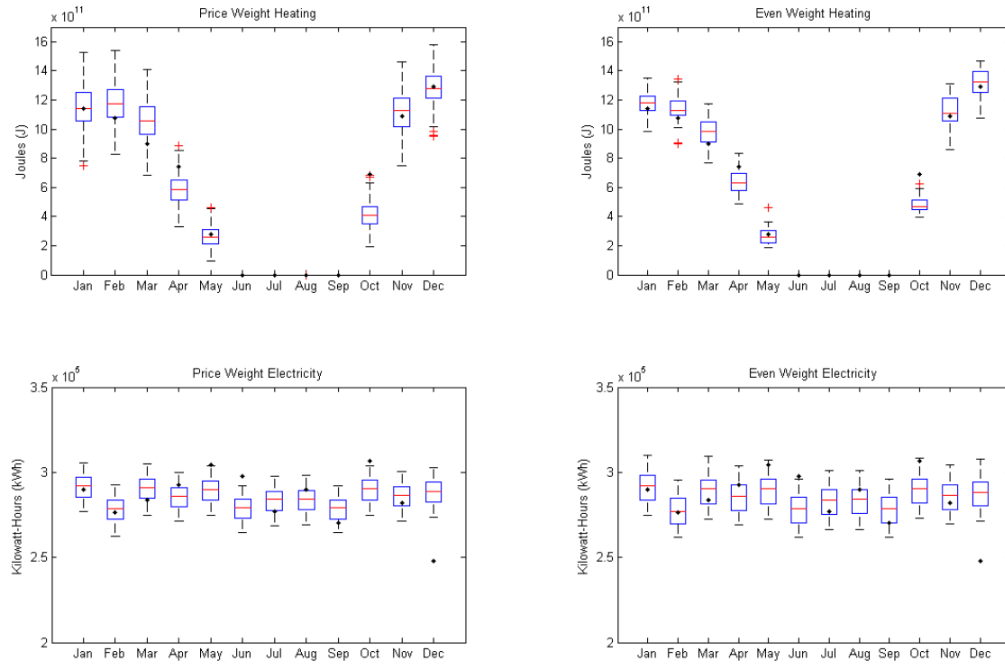 Price Weight Heating
x 10^11
Joules (J)
16
14
12
10
8
6
4
2
0
Jan Feb Mar Apr May Jun Jul Aug Sep Oct Nov Dec
Even Weight Heating
x 10^11
Joules (J)
16
14
12
10
8
6
4
2
0
Jan Feb Mar Apr May Jun Jul Aug Sep Oct Nov Dec
Price Weight Electricity
x 10^5
Kilowatt-Hours (kWh)
3.5
3
2.5
2
Jan Feb Mar Apr May Jun Jul Aug Sep Oct Nov Dec
Even Weight Electricity
x 10^5
Kilowatt-Hours (kWh)
3.5
3
2.5
2
Jan Feb Mar Apr May Jun Jul Aug Sep Oct Nov Dec